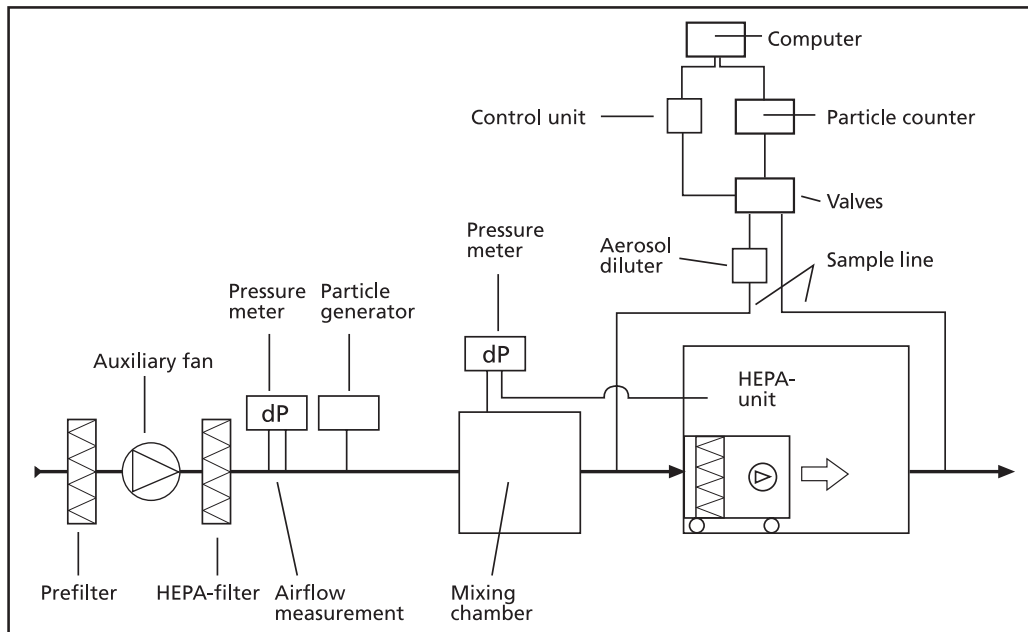 Computer
Control unit
Particle counter
Valves
Pressure
meter
Aerosol
diluter
Sample line
Pressure
meter
Particle
generator
Auxiliary fan
dP
dP
HEPA-
unit
Prefilter
HEPA-filter
Airflow
measurement
Mixing
chamber